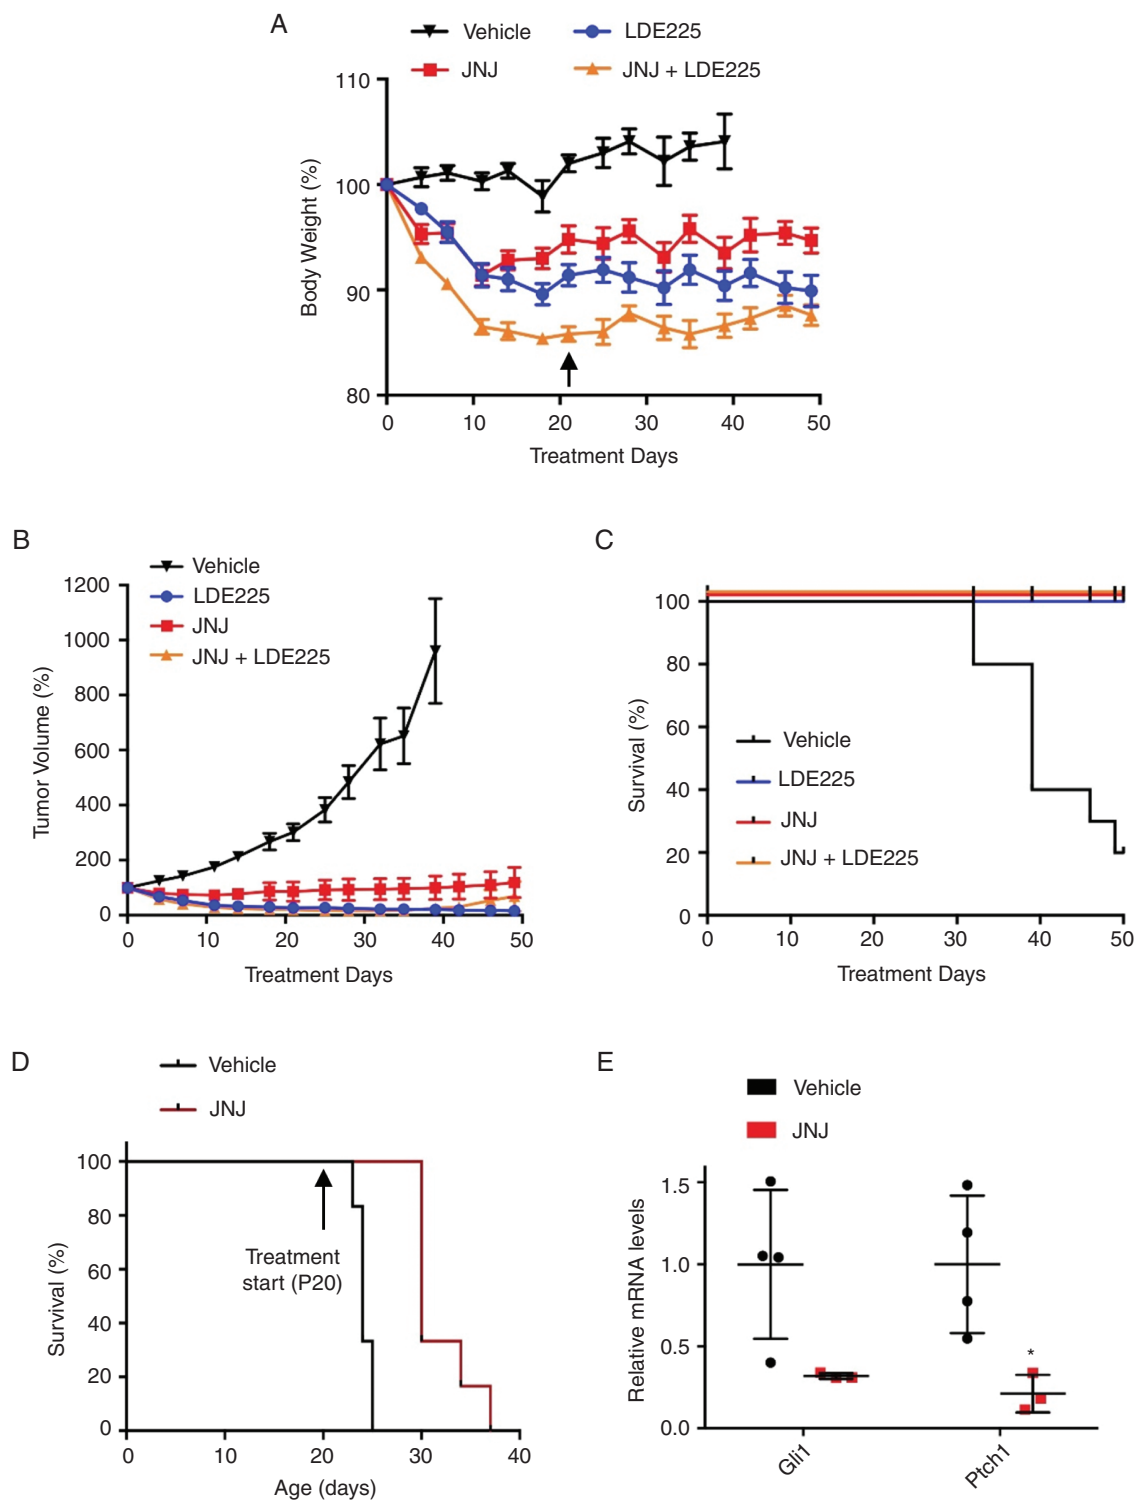 A
Vehicle
LDE225
JNJ
JNJ + LDE225
110
100
90
80
Body Weight (%)
0 10 20 30 40 50
Treatment Days
B
Vehicle
LDE225
JNJ
JNJ + LDE225
1200
1000
800
600
400
200
0
Tumor Volume (%)
0 10 20 30 40 50
Treatment Days
C
100
80
60
40
20
0
Survival (%)
Vehicle
LDE225
JNJ
JNJ + LDE225
0 10 20 30 40 50
Treatment Days
D
Vehicle
JNJ
100
80
60
40
20
0
Survival (%)
Treatment
start (P20)
0 10 20 30 40
Age (days)
E
Vehicle
JNJ
1.5
1.0
0.5
0.0
Relative mRNA levels
*
Gli1
Ptch1